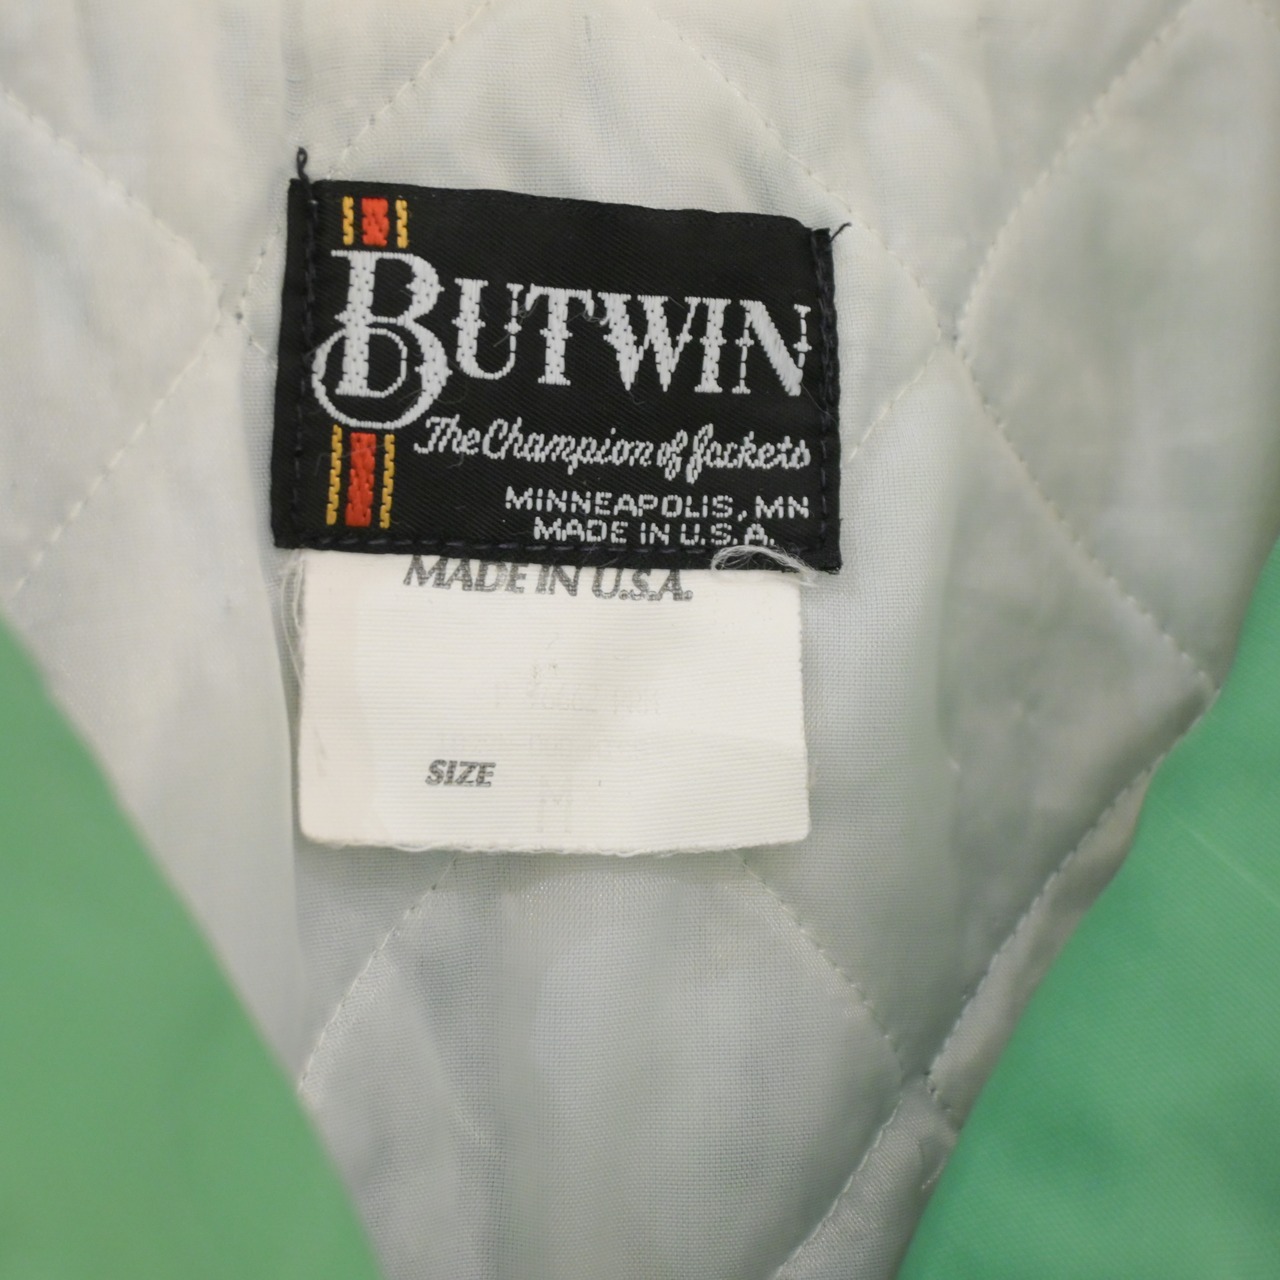 BUTWIN
The Champion of Jackets
MINNEAPOLIS, MN
MADE IN U.S.A.
MADE IN U.S.A.
SIZE